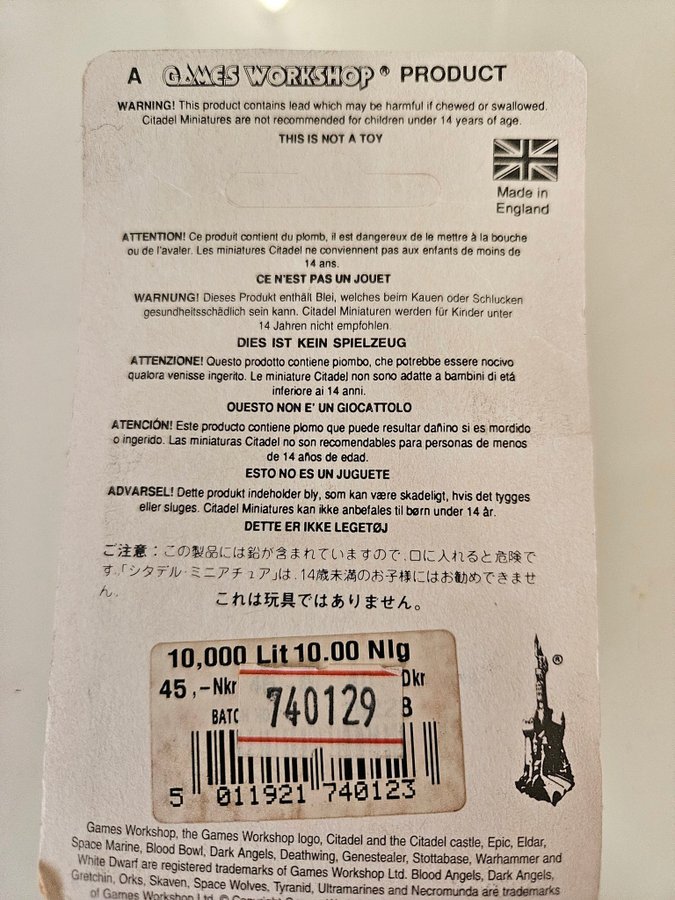 A GAMES WORKSHOP ® PRODUCT
WARNING! This product contains lead which may be harmful if chewed or swallowed.
Citadel Miniatures are not recommended for children under 14 years of age.
THIS IS NOT A TOY
Made in
England
ATTENTION! Ce produit contient du plomb, il est dangereux de le mettre à la bouche
ou de l'avaler. Les miniatures Citadel ne conviennent pas aux enfants de moins de
14 ans.
CE N'EST PAS UN JOUET
WARNUNG! Dieses Produkt enthält Blei, welches beim Kauen oder Schlucken
gesundheitsschädlich sein kann. Citadel Miniaturen werden für Kinder unter
14 Jahren nicht empfohlen.
DIES IST KEIN SPIELZEUG
ATTENZIONE! Questo prodotto contiene piombo, che potrebbe essere nocivo
qualora venisse ingerito. Le miniature Citadel non sono adatte a bambini di etá
inferiore ai 14 anni.
QUESTO NON E' UN GIOCATTOLO
ATENCIÓN! Este producto contiene plomo que puede resultar dañino si es mordido
o ingerido. Las miniaturas Citadel no son recomendables para personas de menos
de 14 años de edad.
ESTO NO ES UN JUGUETE
ADVARSEL! Dette produkt indeholder bly, som kan være skadeligt, hvis det tygges
eller sluges. Citadel Miniatures kan ikke anbefales til børn under 14 år.
DETTE ER IKKE LEGETØJ
ご注意：この製品には鉛が含まれていますので、口に入れると危険で
す。「シタデル・ミニアチュア」は、14歳未満のお子様にはお勧めできませ
ん。
これは玩具ではありません。
10,000 Lit 10.00 Nlg
45,-Nkr Dkr
BATC 740129 B
5 011921 740123
®
Games Workshop, the Games Workshop logo, Citadel and the Citadel castle, Epic, Eldar,
Space Marine, Blood Bowl, Dark Angels, Deathwing, Genestealer, Slottabase, Warhammer and
White Dwarf are registered trademarks of Games Workshop Ltd. Blood Angels, Dark Angels,
Gretchin, Orks, Skaven, Space Wolves, Tyranid, Ultramarines and Necromunda are trademarks
of Games Workshop Ltd. © Copyright Games